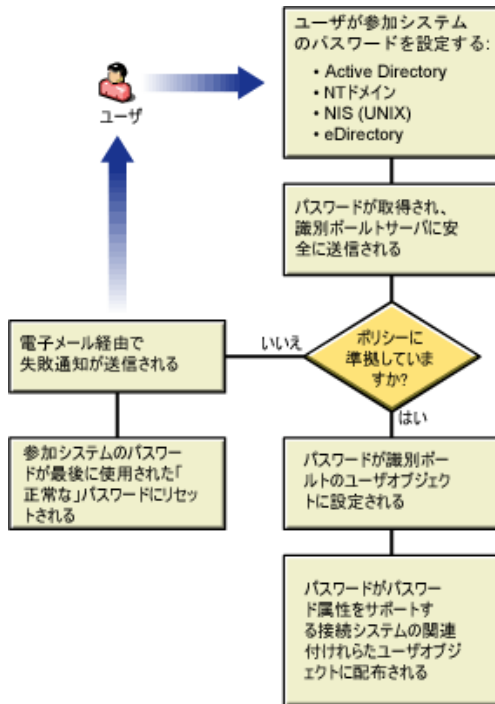 ユーザが参加システム
のパスワードを設定する:
• Active Directory
• NTドメイン
• NIS (UNIX)
• eDirectory
ユーザ
パスワードが取得され、
識別ボールトサーバに安
全に送信される
ポリシーに
準拠していま
すか?
いいえ
電子メール経由で
失敗通知が送信される
参加システムのパスワー
ドが最後に使用された「
正常な」パスワードにリセッ
トされる
はい
パスワードが識別ボー
ルトのユーザオブジェク
トに設定される
パスワードがパスワー
ド属性をサポートす
る接続システムの関連
付けれらたユーザオブジ
ェクトに配布される